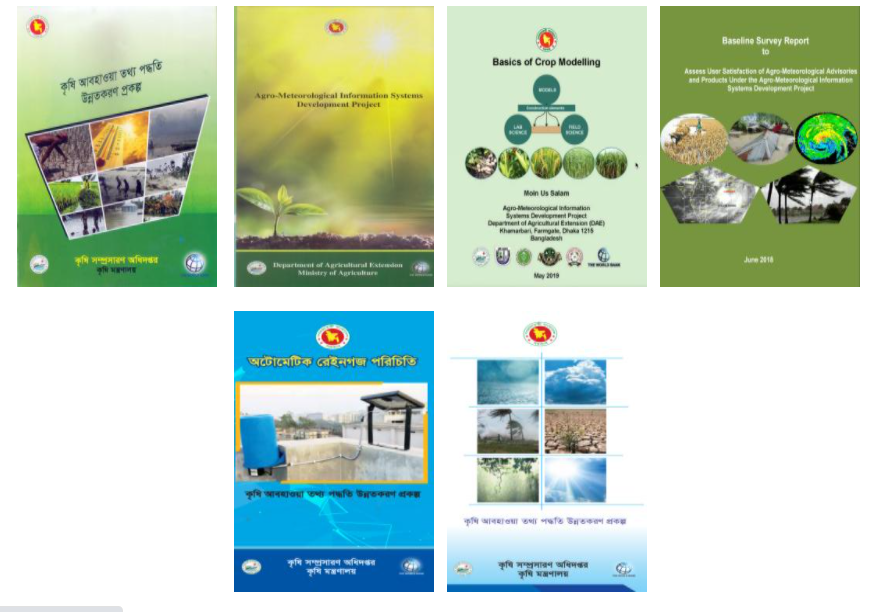 কৃষি আবহাওয়া তথ্য পদ্ধতি
উন্নতকরণ প্রকল্প
কৃষি সম্প্রসারণ অধিদপ্তর
কৃষি মন্ত্রণালয়
Agro-Meteorological Information Systems
Development Project
Department of Agricultural Extension
Ministry of Agriculture
Basics of Crop Modelling
MODELS
LAB
SCIENCE
FIELD
SCIENCE
Moin Us Salam
Agro-Meteorological Information
Systems Development Project
Department of Agricultural Extension (DAE)
Khamarbari, Farmgate, Dhaka 1215
Bangladesh
THE WORLD BANK
May 2019
Baseline Survey Report
to
Assess User Satisfaction of Agro-Meteorological Advisories
and Products Under the Agro-Meteorological Information
Systems Development Project
অটোমেটিক রেইনগজ পরিচিতি
কৃষি আবহাওয়া তথ্য পদ্ধতি উন্নতকরণ প্রকল্প
কৃষি সম্প্রসারণ অধিদপ্তর
কৃষি মন্ত্রণালয়
কৃষি আবহাওয়া তথ্য পদ্ধতি উন্নতকরণ প্রকল্প
কৃষি সম্প্রসারণ অধিদপ্তর
কৃষি মন্ত্রণালয়